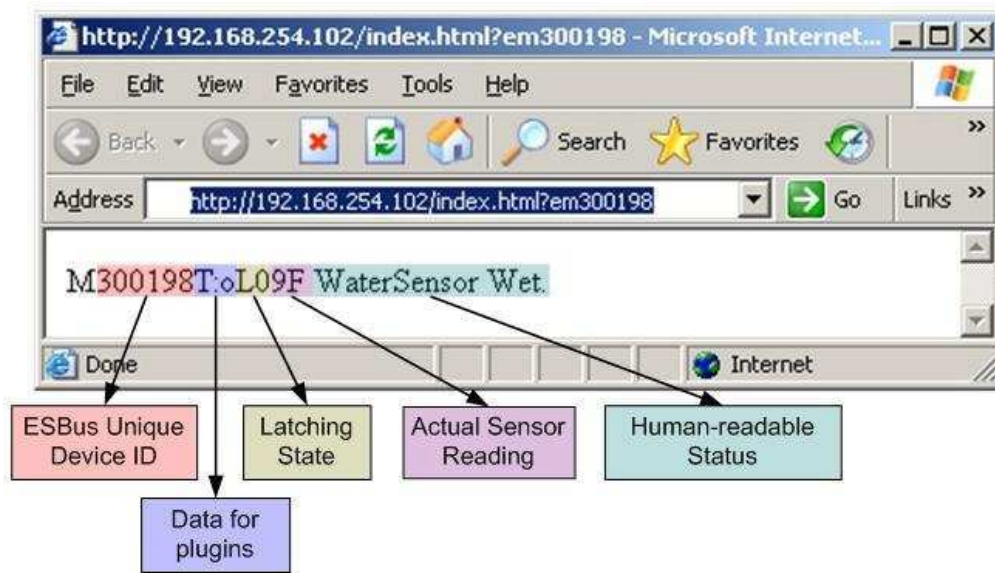 http://192.168.254.102/index.html?em300198 - Microsoft Internet...
File Edit View Favorites Tools Help
Back Search Favorites »
Address http://192.168.254.102/index.html?em300198 Go Links »
M300198T:oL09F WaterSensor Wet.
Done Internet
ESBus Unique
Device ID
Latching
State
Actual Sensor
Reading
Human-readable
Status
Data for
plugins